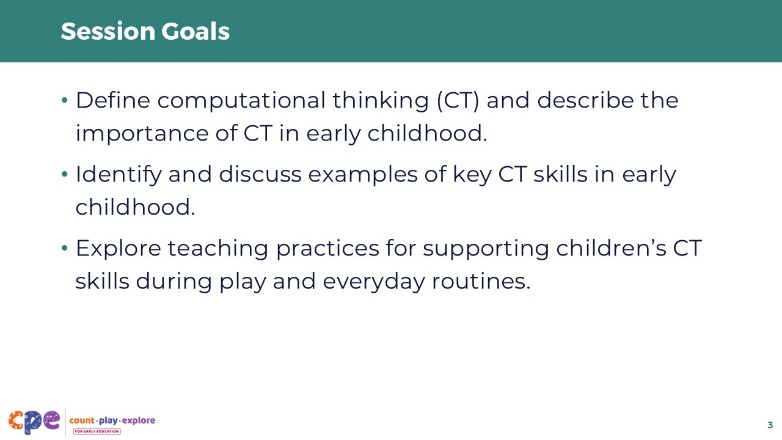 Session Goals
• Define computational thinking (CT) and describe the
importance of CT in early childhood.
• Identify and discuss examples of key CT skills in early
childhood.
• Explore teaching practices for supporting children’s CT
skills during play and everyday routines.
cpe count·play·explore
FOR EARLY EDUCATION
3